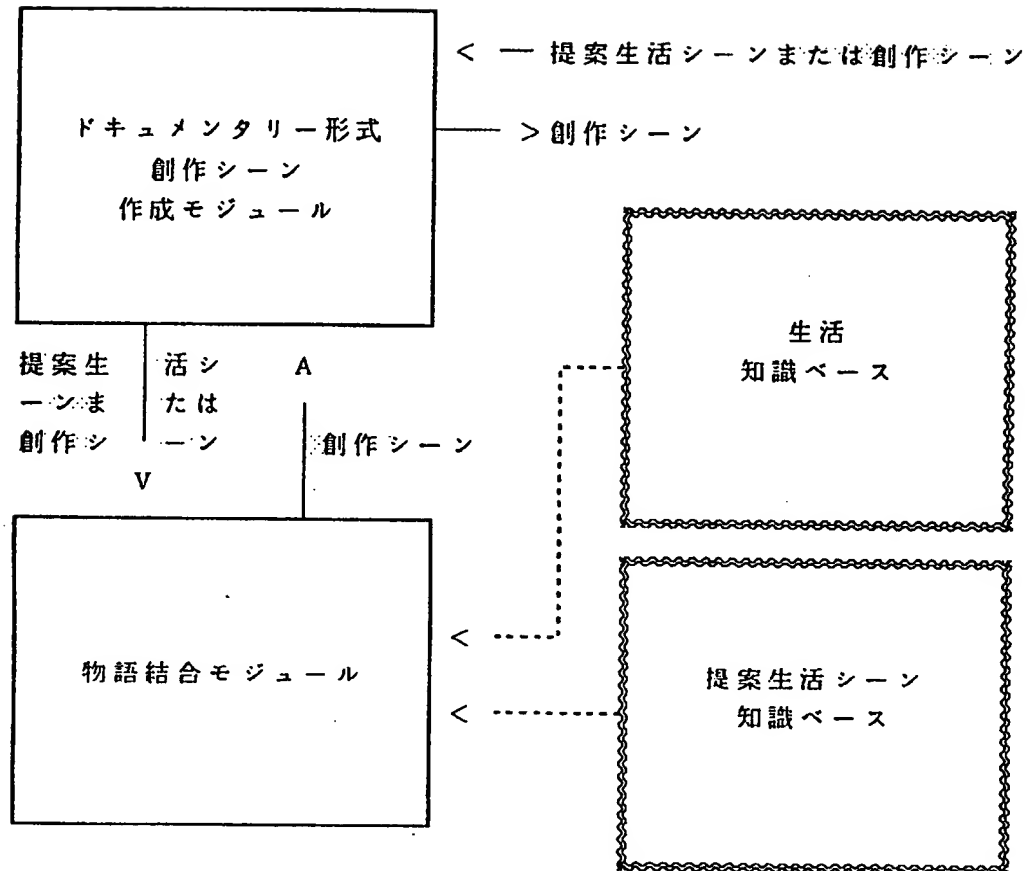 < — 提案生活シーンまたは創作シーン
ドキュメンタリー形式
創作シーン
作成モジュール
> 創作シーン
生活
知識ベース
提案生活シ
ーンまたは
創作シーン
V
A
創作シーン
<
物語結合モジュール
<
提案生活シーン
知識ベース